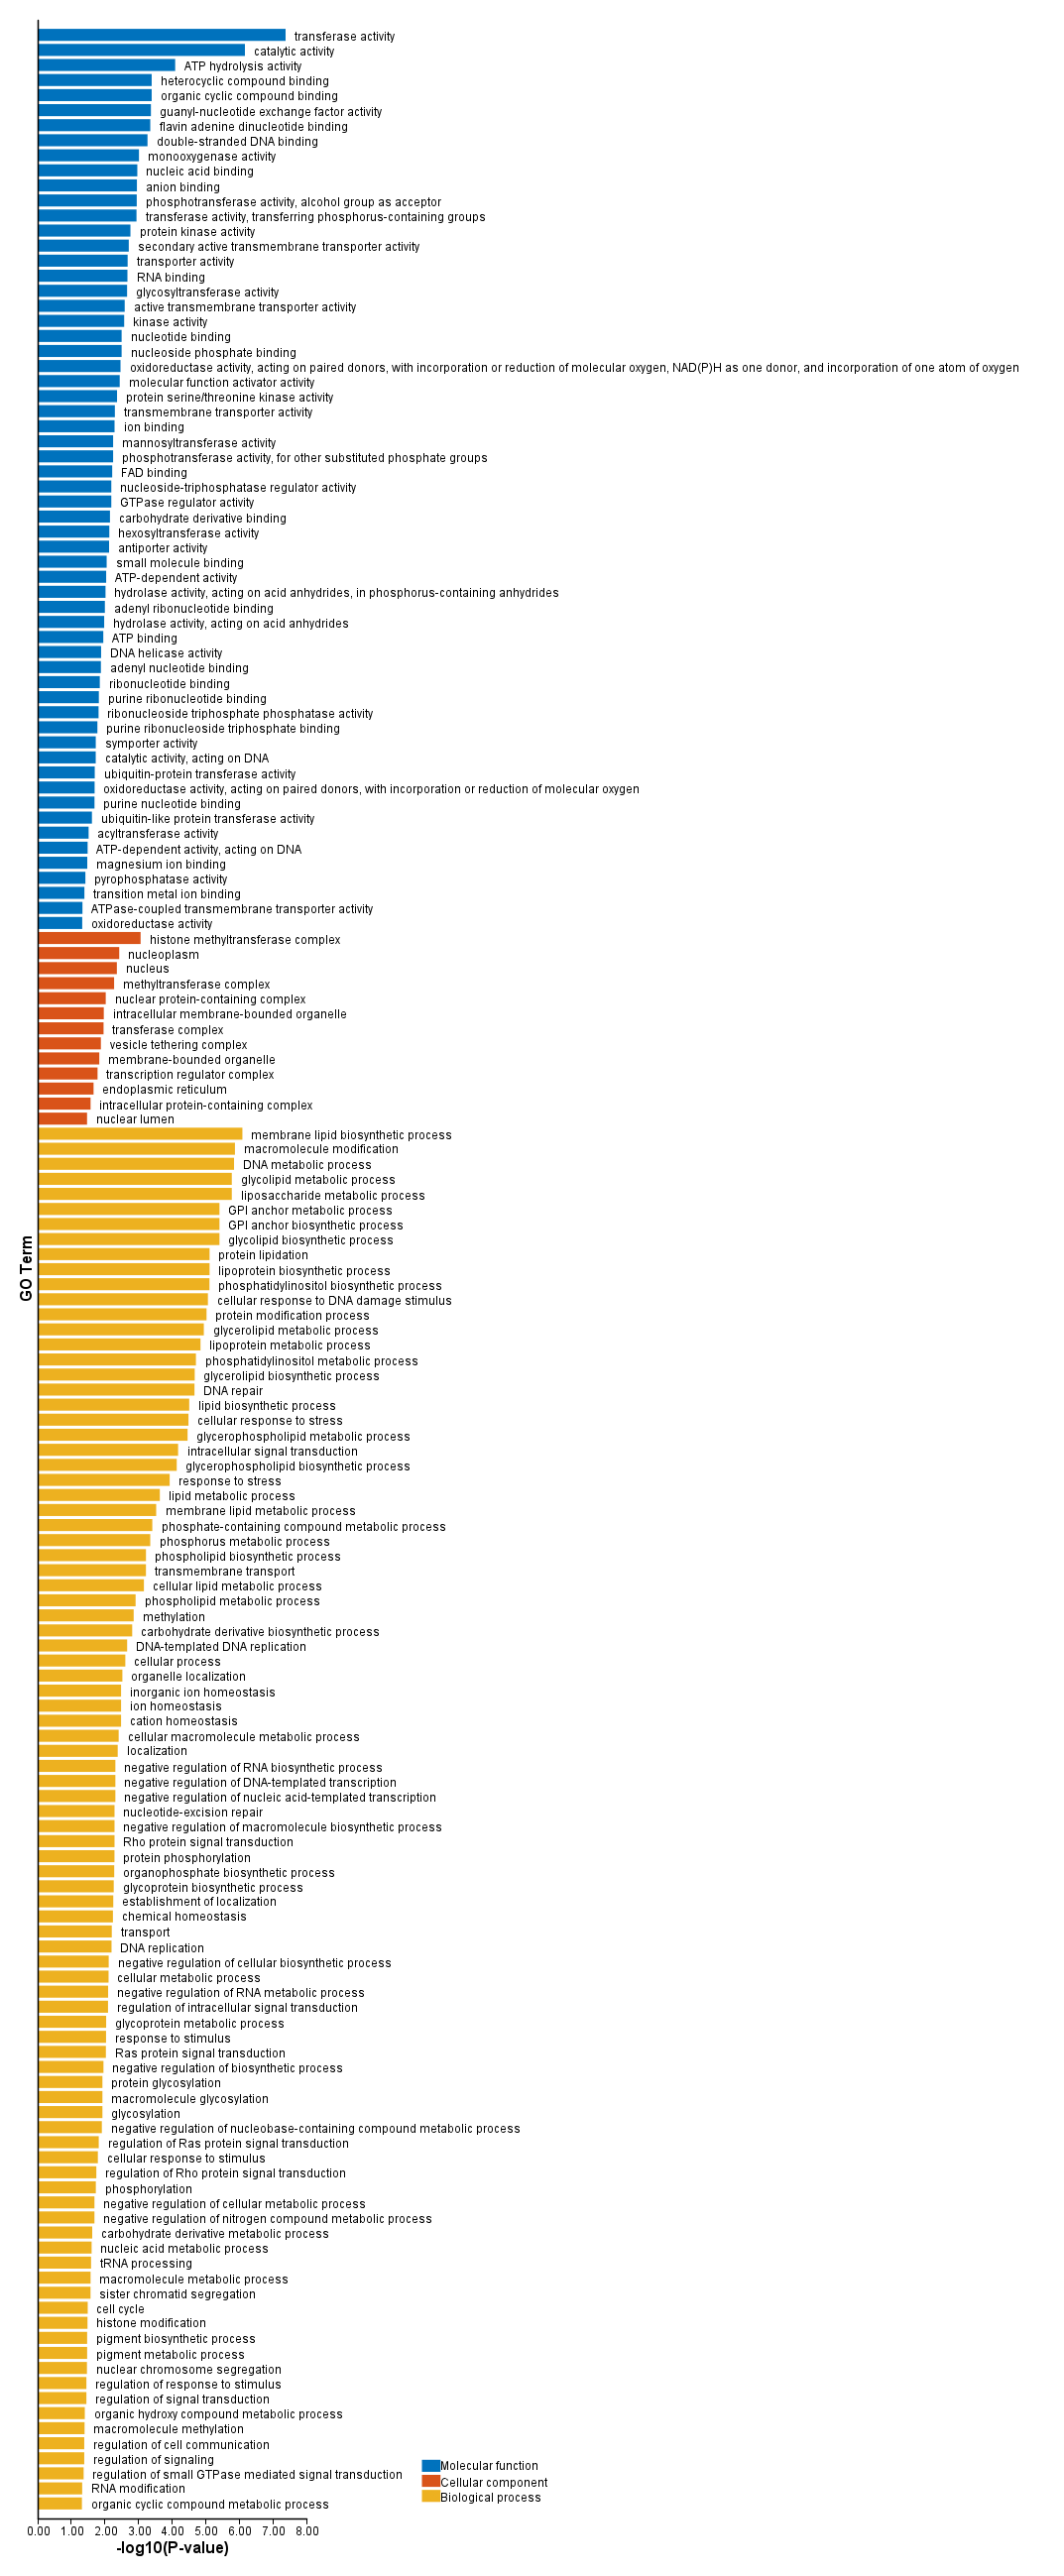 transferase activity
catalytic activity
ATP hydrolysis activity
heterocyclic compound binding
organic cyclic compound binding
guanyl-nucleotide exchange factor activity
flavin adenine dinucleotide binding
double-stranded DNA binding
monooxygenase activity
nucleic acid binding
anion binding
phosphotransferase activity, alcohol group as acceptor
transferase activity, transferring phosphorus-containing groups
protein kinase activity
secondary active transmembrane transporter activity
transporter activity
RNA binding
glycosyltransferase activity
active transmembrane transporter activity
kinase activity
nucleotide binding
nucleoside phosphate binding
oxidoreductase activity, acting on paired donors, with incorporation or reduction of molecular oxygen, NAD(P)H as one donor, and incorporation of one atom of oxygen
molecular function activator activity
protein serine/threonine kinase activity
transmembrane transporter activity
ion binding
mannosyltransferase activity
phosphotransferase activity, for other substituted phosphate groups
FAD binding
nucleoside-triphosphatase regulator activity
GTPase regulator activity
carbohydrate derivative binding
hexosyltransferase activity
antiporter activity
small molecule binding
ATP-dependent activity
hydrolase activity, acting on acid anhydrides, in phosphorus-containing anhydrides
adenyl ribonucleotide binding
hydrolase activity, acting on acid anhydrides
ATP binding
DNA helicase activity
adenyl nucleotide binding
ribonucleotide binding
purine ribonucleotide binding
ribonucleoside triphosphate phosphatase activity
purine ribonucleoside triphosphate binding
symporter activity
catalytic activity, acting on DNA
ubiquitin-protein transferase activity
oxidoreductase activity, acting on paired donors, with incorporation or reduction of molecular oxygen
purine nucleotide binding
ubiquitin-like protein transferase activity
acyltransferase activity
ATP-dependent activity, acting on DNA
magnesium ion binding
pyrophosphatase activity
transition metal ion binding
ATPase-coupled transmembrane transporter activity
oxidoreductase activity
histone methyltransferase complex
nucleoplasm
nucleus
methyltransferase complex
nuclear protein-containing complex
intracellular membrane-bounded organelle
transferase complex
vesicle tethering complex
membrane-bounded organelle
transcription regulator complex
endoplasmic reticulum
intracellular protein-containing complex
nuclear lumen
membrane lipid biosynthetic process
macromolecule modification
DNA metabolic process
glycolipid metabolic process
liposaccharide metabolic process
GPI anchor metabolic process
GPI anchor biosynthetic process
glycolipid biosynthetic process
protein lipidation
lipoprotein biosynthetic process
phosphatidylinositol biosynthetic process
cellular response to DNA damage stimulus
protein modification process
glycerolipid metabolic process
lipoprotein metabolic process
phosphatidylinositol metabolic process
glycerolipid biosynthetic process
DNA repair
lipid biosynthetic process
cellular response to stress
glycerophospholipid metabolic process
intracellular signal transduction
glycerophospholipid biosynthetic process
response to stress
lipid metabolic process
membrane lipid metabolic process
phosphate-containing compound metabolic process
phosphorus metabolic process
phospholipid biosynthetic process
transmembrane transport
cellular lipid metabolic process
phospholipid metabolic process
methylation
carbohydrate derivative biosynthetic process
DNA-templated DNA replication
cellular process
organelle localization
inorganic ion homeostasis
ion homeostasis
cation homeostasis
cellular macromolecule metabolic process
localization
negative regulation of RNA biosynthetic process
negative regulation of DNA-templated transcription
negative regulation of nucleic acid-templated transcription
nucleotide-excision repair
negative regulation of macromolecule biosynthetic process
Rho protein signal transduction
protein phosphorylation
organophosphate biosynthetic process
glycoprotein biosynthetic process
establishment of localization
chemical homeostasis
transport
DNA replication
negative regulation of cellular biosynthetic process
cellular metabolic process
negative regulation of RNA metabolic process
regulation of intracellular signal transduction
glycoprotein metabolic process
response to stimulus
Ras protein signal transduction
negative regulation of biosynthetic process
protein glycosylation
macromolecule glycosylation
glycosylation
negative regulation of nucleobase-containing compound metabolic process
regulation of Ras protein signal transduction
cellular response to stimulus
regulation of Rho protein signal transduction
phosphorylation
negative regulation of cellular metabolic process
negative regulation of nitrogen compound metabolic process
carbohydrate derivative metabolic process
nucleic acid metabolic process
tRNA processing
macromolecule metabolic process
sister chromatid segregation
cell cycle
histone modification
pigment biosynthetic process
pigment metabolic process
nuclear chromosome segregation
regulation of response to stimulus
regulation of signal transduction
organic hydroxy compound metabolic process
macromolecule methylation
regulation of cell communication
regulation of signaling
regulation of small GTPase mediated signal transduction
RNA modification
organic cyclic compound metabolic process
GO Term
Molecular function
Cellular component
Biological process
0.00 1.00 2.00 3.00 4.00 5.00 6.00 7.00 8.00
-log10(P-value)